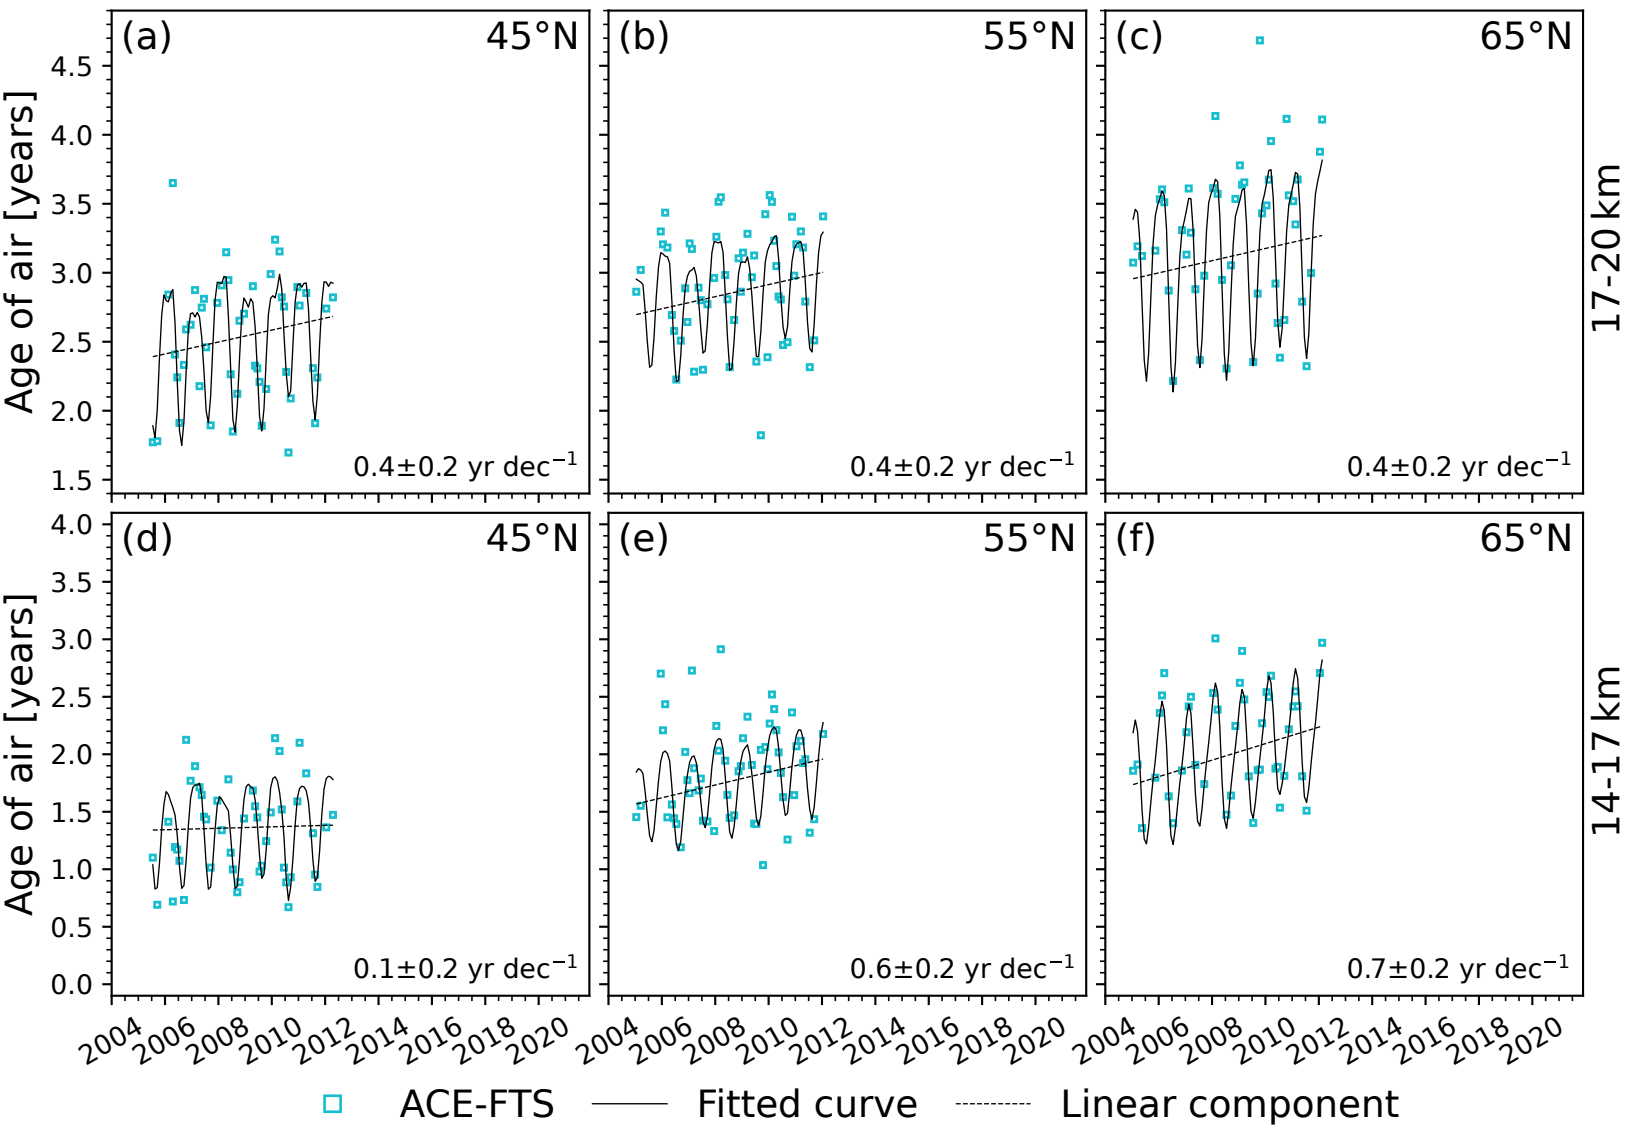 (a) 45°N
(b) 55°N
(c) 65°N
4.5
4.0
3.5
3.0
2.5
2.0
1.5
Age of air [years]
17-20 km
0.4±0.2 yr dec⁻¹
0.4±0.2 yr dec⁻¹
0.4±0.2 yr dec⁻¹
(d) 45°N
(e) 55°N
(f) 65°N
4.0
3.5
3.0
2.5
2.0
1.5
1.0
0.5
0.0
Age of air [years]
14-17 km
0.1±0.2 yr dec⁻¹
0.6±0.2 yr dec⁻¹
0.7±0.2 yr dec⁻¹
2004 2006 2008 2010 2012 2014 2016 2018 2020
2004 2006 2008 2010 2012 2014 2016 2018 2020
2004 2006 2008 2010 2012 2014 2016 2018 2020
ACE-FTS Fitted curve Linear component